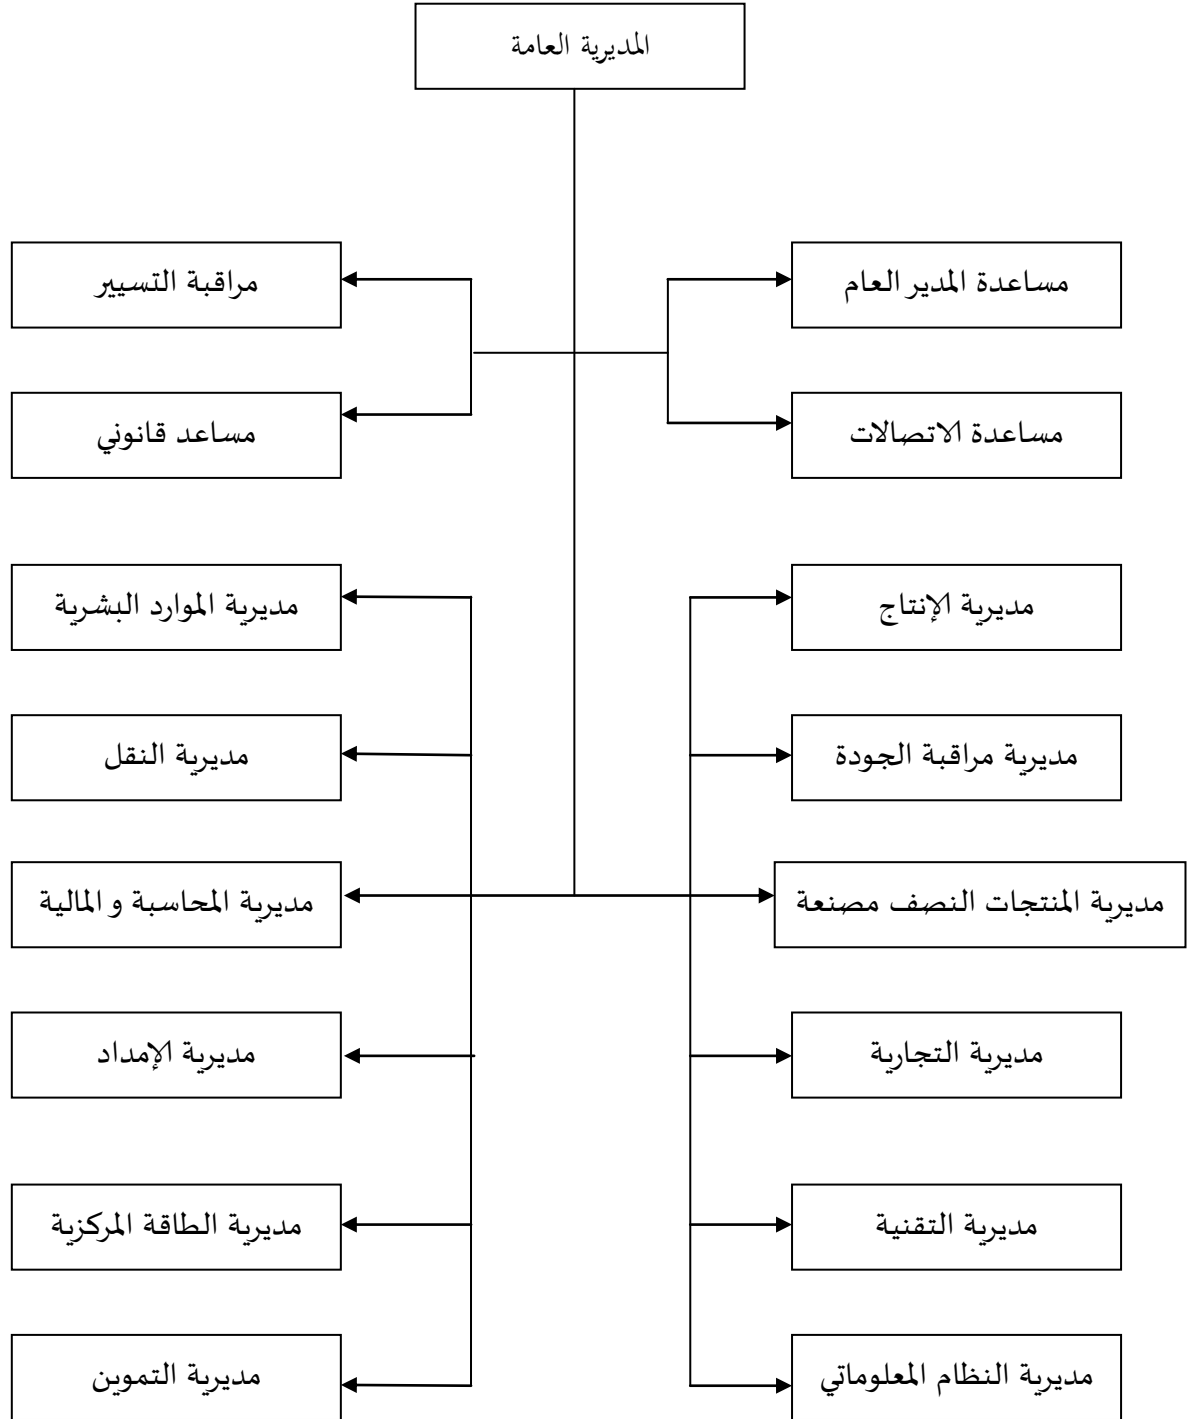 المديرية العامة
مساعدة المدير العام
مراقبة التسيير
مساعدة الاتصالات
مساعد قانوني
مديرية الإنتاج
مديرية الموارد البشرية
مديرية مراقبة الجودة
مديرية النقل
مديرية المنتجات النصف مصنعة
مديرية المحاسبة و المالية
مديرية التجارية
مديرية الإمداد
مديرية التقنية
مديرية الطاقة المركزية
مديرية النظام المعلوماتي
مديرية التموين